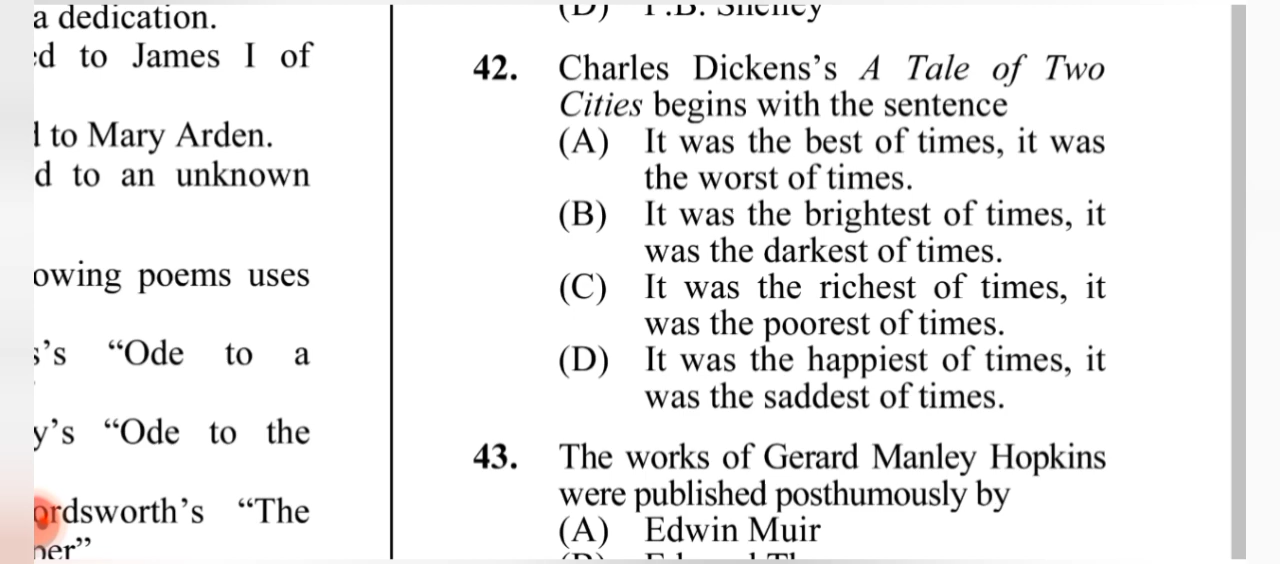 a dedication.
d to James I of
to Mary Arden.
d to an unknown
owing poems uses
's "Ode to a
y's "Ode to the
ordsworth's "The
er"
(D) P.B. Shelley
42. Charles Dickens's A Tale of Two
Cities begins with the sentence
(A) It was the best of times, it was
the worst of times.
(B) It was the brightest of times, it
was the darkest of times.
(C) It was the richest of times, it
was the poorest of times.
(D) It was the happiest of times, it
was the saddest of times.
43. The works of Gerard Manley Hopkins
were published posthumously by
(A) Edwin Muir